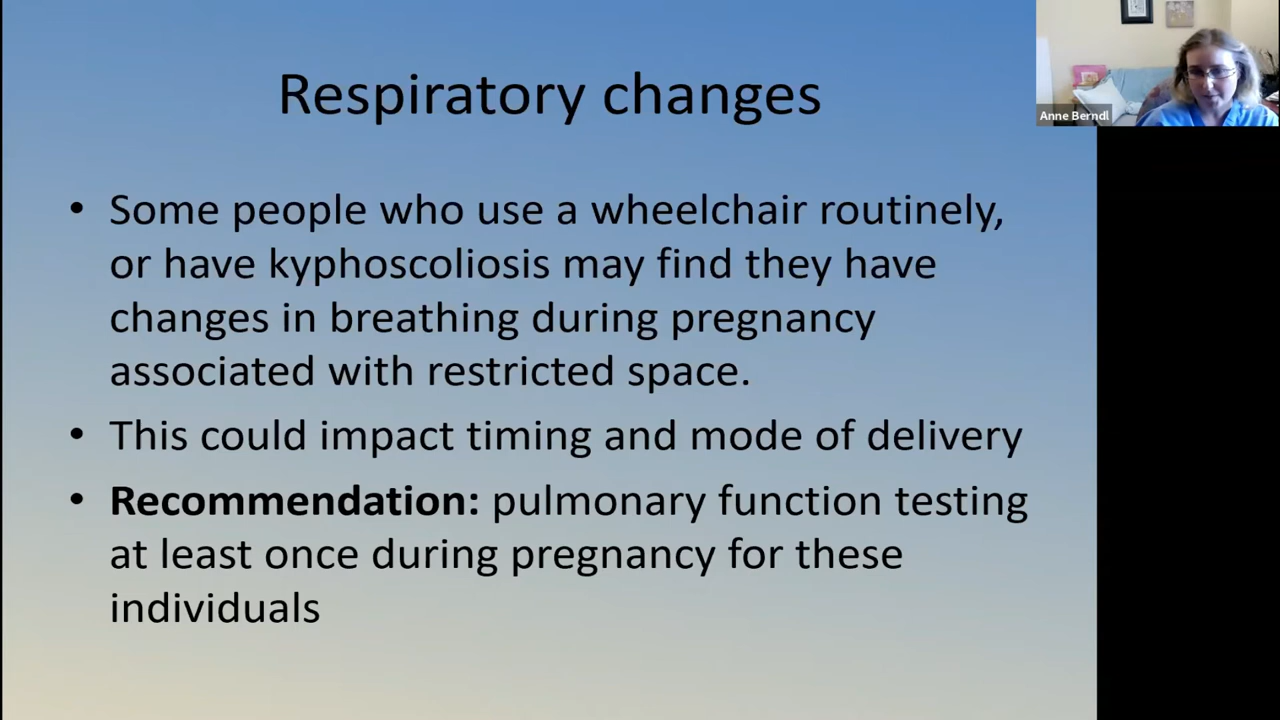 Respiratory changes
Anne Berndl
• Some people who use a wheelchair routinely,
or have kyphoscoliosis may find they have
changes in breathing during pregnancy
associated with restricted space.
• This could impact timing and mode of delivery
• Recommendation: pulmonary function testing
at least once during pregnancy for these
individuals